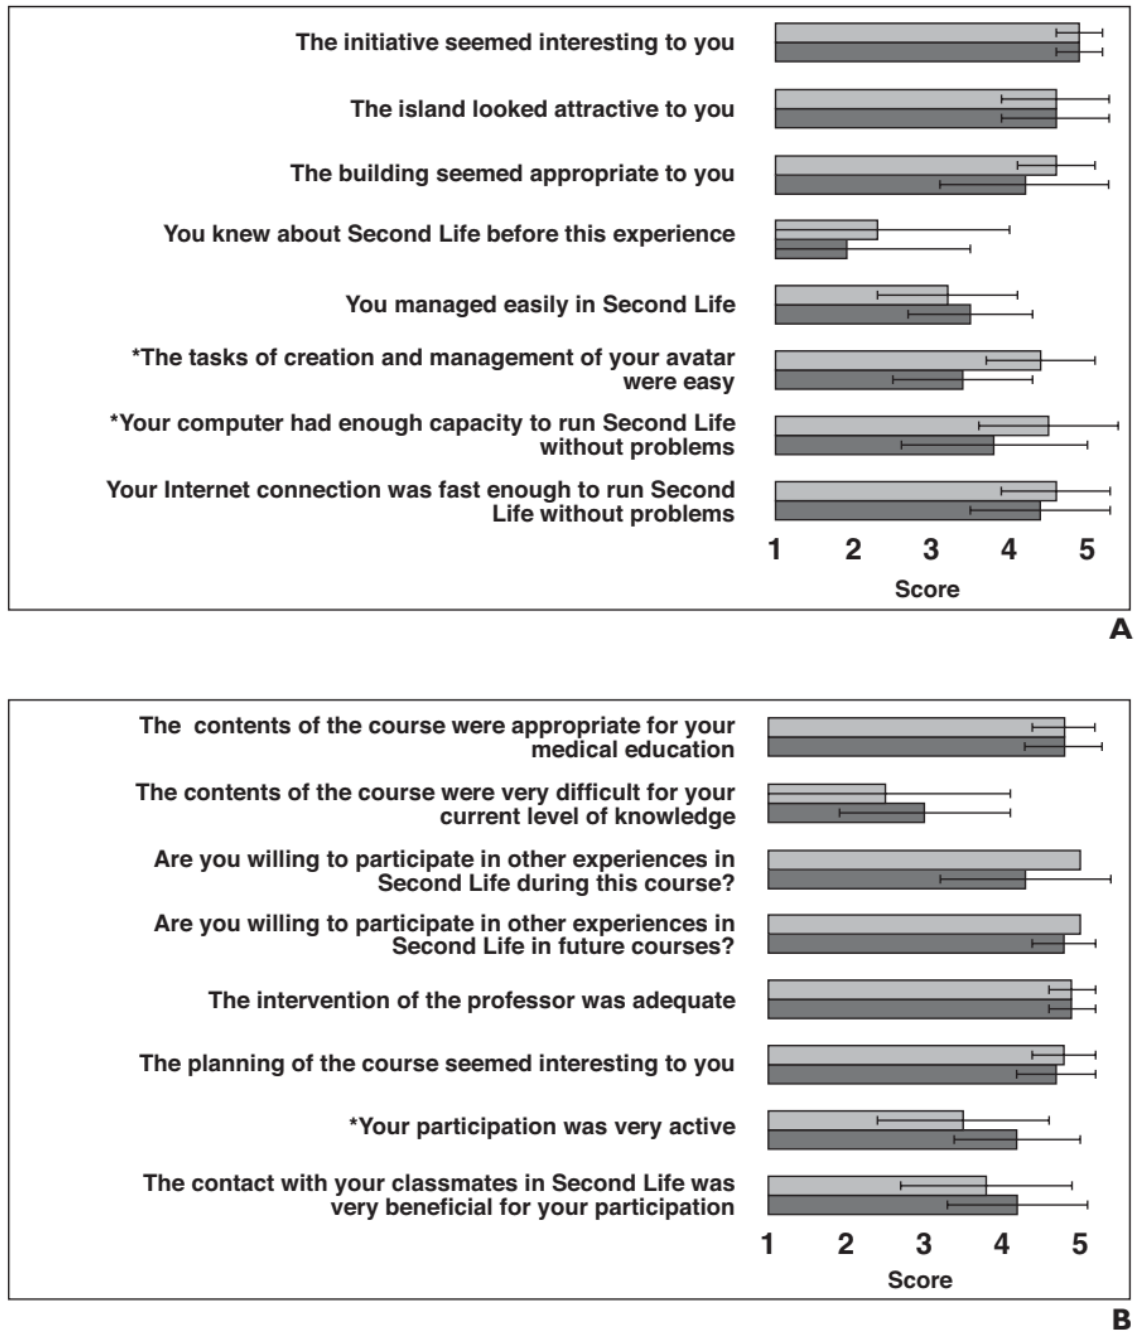 The initiative seemed interesting to you
The island looked attractive to you
The building seemed appropriate to you
You knew about Second Life before this experience
You managed easily in Second Life
*The tasks of creation and management of your avatar
were easy
*Your computer had enough capacity to run Second Life
without problems
Your Internet connection was fast enough to run Second
Life without problems
1 2 3 4 5
Score
A
The contents of the course were appropriate for your
medical education
The contents of the course were very difficult for your
current level of knowledge
Are you willing to participate in other experiences in
Second Life during this course?
Are you willing to participate in other experiences in
Second Life in future courses?
The intervention of the professor was adequate
The planning of the course seemed interesting to you
*Your participation was very active
The contact with your classmates in Second Life was
very beneficial for your participation
1 2 3 4 5
Score
B